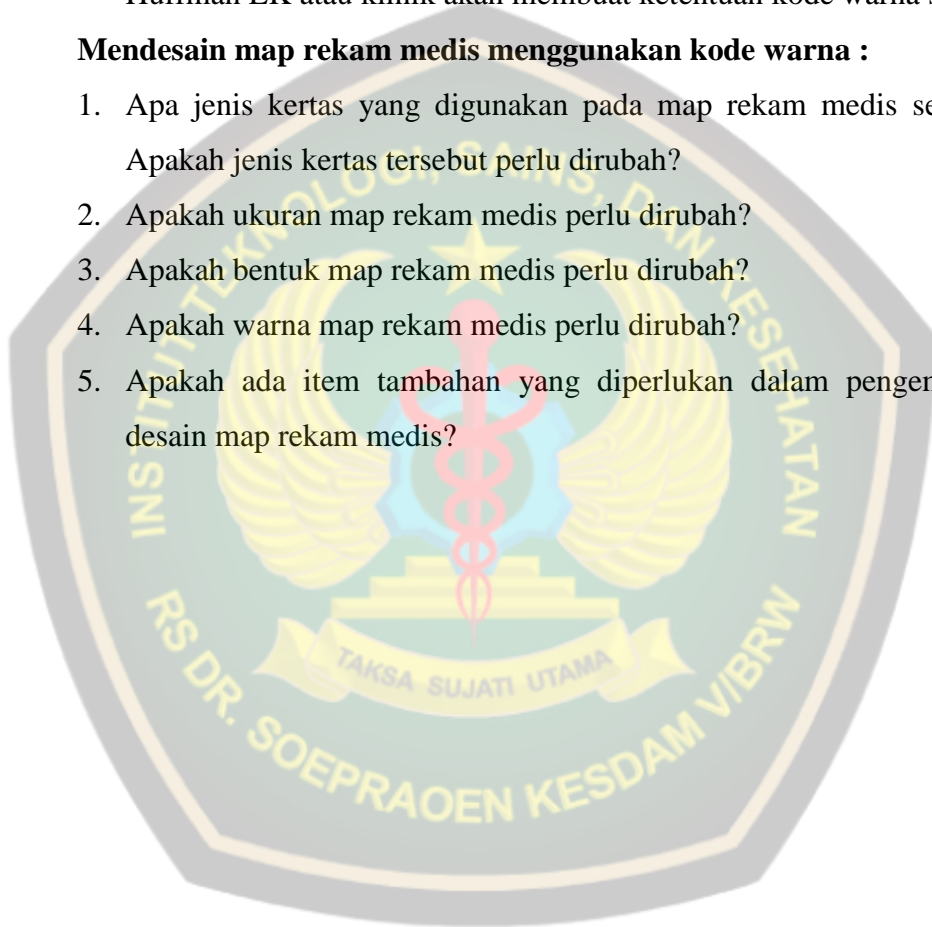 Mendesain map rekam medis menggunakan kode warna :
1. Apa jenis kertas yang digunakan pada map rekam medis
Apakah jenis kertas tersebut perlu dirubah?
2. Apakah ukuran map rekam medis perlu dirubah?
3. Apakah bentuk map rekam medis perlu dirubah?
4. Apakah warna map rekam medis perlu dirubah?
5. Apakah ada item tambahan yang diperlukan dalam
desain map rekam medis?
INSTITUT TEKNOLOGI, SAINS, DAN KESEHATAN
TAKSA SUJATI UTAMA
RS DR. SOEPRAOEN KESDAM V/BRW